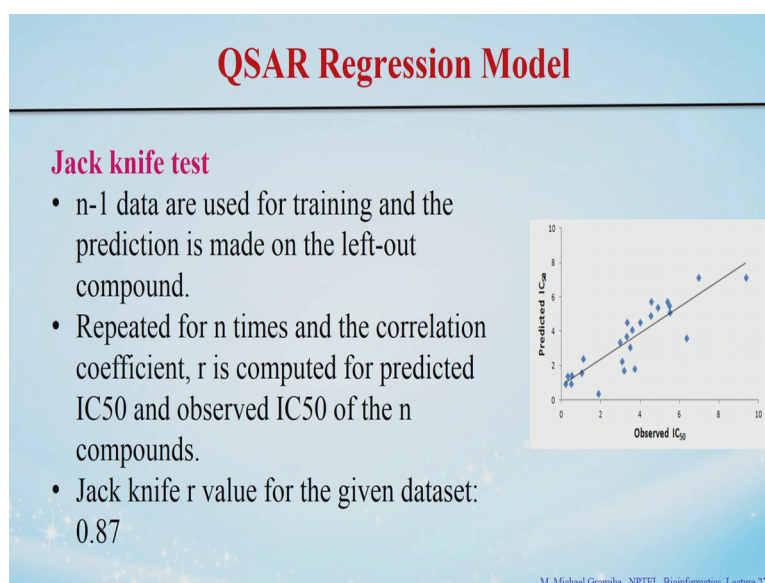 QSAR Regression Model
Jack knife test
• n-1 data are used for training and the
prediction is made on the left-out
compound.
• Repeated for n times and the correlation
coefficient, r is computed for predicted
IC50 and observed IC50 of the n
compounds.
• Jack knife r value for the given dataset:
0.87
10
8
6
4
2
0
Predicted IC50
0 2 4 6 8 10
Observed IC50
M. Michael Gromiha, NPTEL, Bioinformatics, Lecture